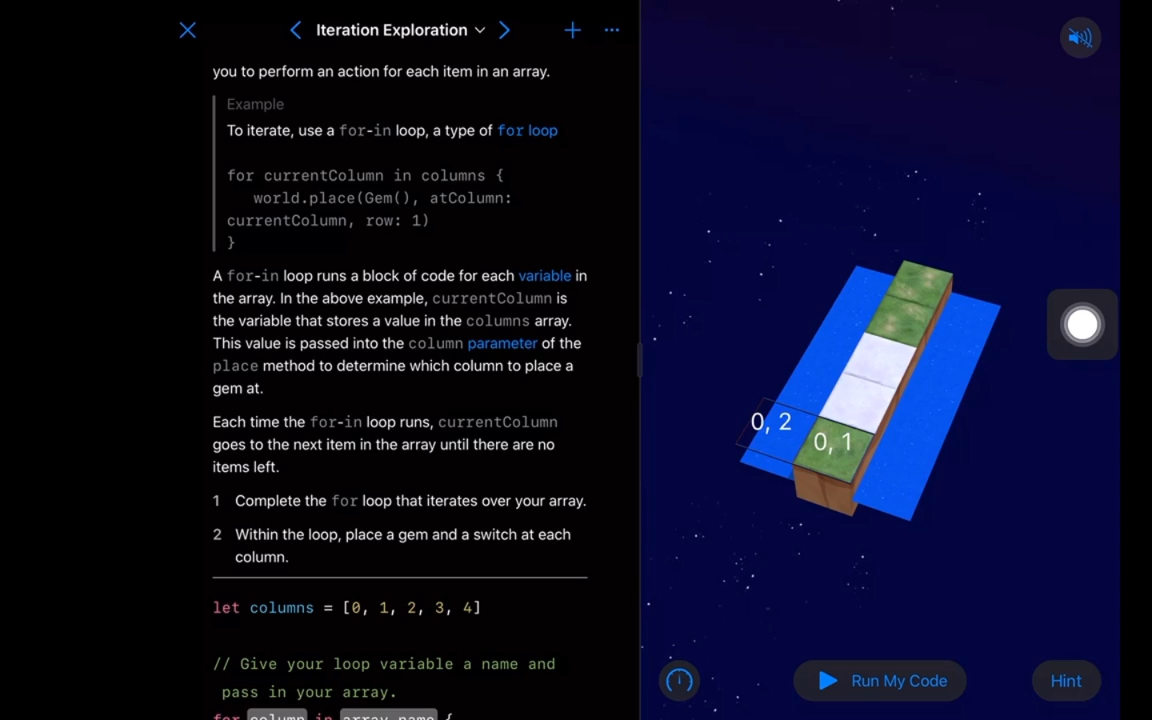 Iteration Exploration
you to perform an action for each item in an array.
Example
To iterate, use a for-in loop, a type of for loop
for currentColumn in columns {
world.place(Gem(), atColumn:
currentColumn, row: 1)
}
A for-in loop runs a block of code for each variable in
the array. In the above example, currentColumn is
the variable that stores a value in the columns array.
This value is passed into the column parameter of the
place method to determine which column to place a
gem at.
Each time the for-in loop runs, currentColumn
goes to the next item in the array until there are no
items left.
1 Complete the for loop that iterates over your array.
2 Within the loop, place a gem and a switch at each
column.
let columns = [0, 1, 2, 3, 4]
// Give your loop variable a name and
pass in your array.
for column in array name {
0, 2
0, 1
Run My Code
Hint